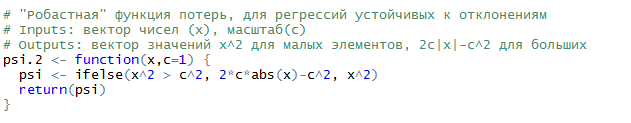 # "Робастная" функция потерь, для регрессий устойчивых к отклонениям
# Inputs: вектор чисел (x), масштаб(c)
# Outputs: вектор значений x^2 для малых элементов, 2c|x|-c^2 для больших
psi.2 <- function(x,c=1) {
  psi <- ifelse(x^2 > c^2, 2*c*abs(x)-c^2, x^2)
  return(psi)
}